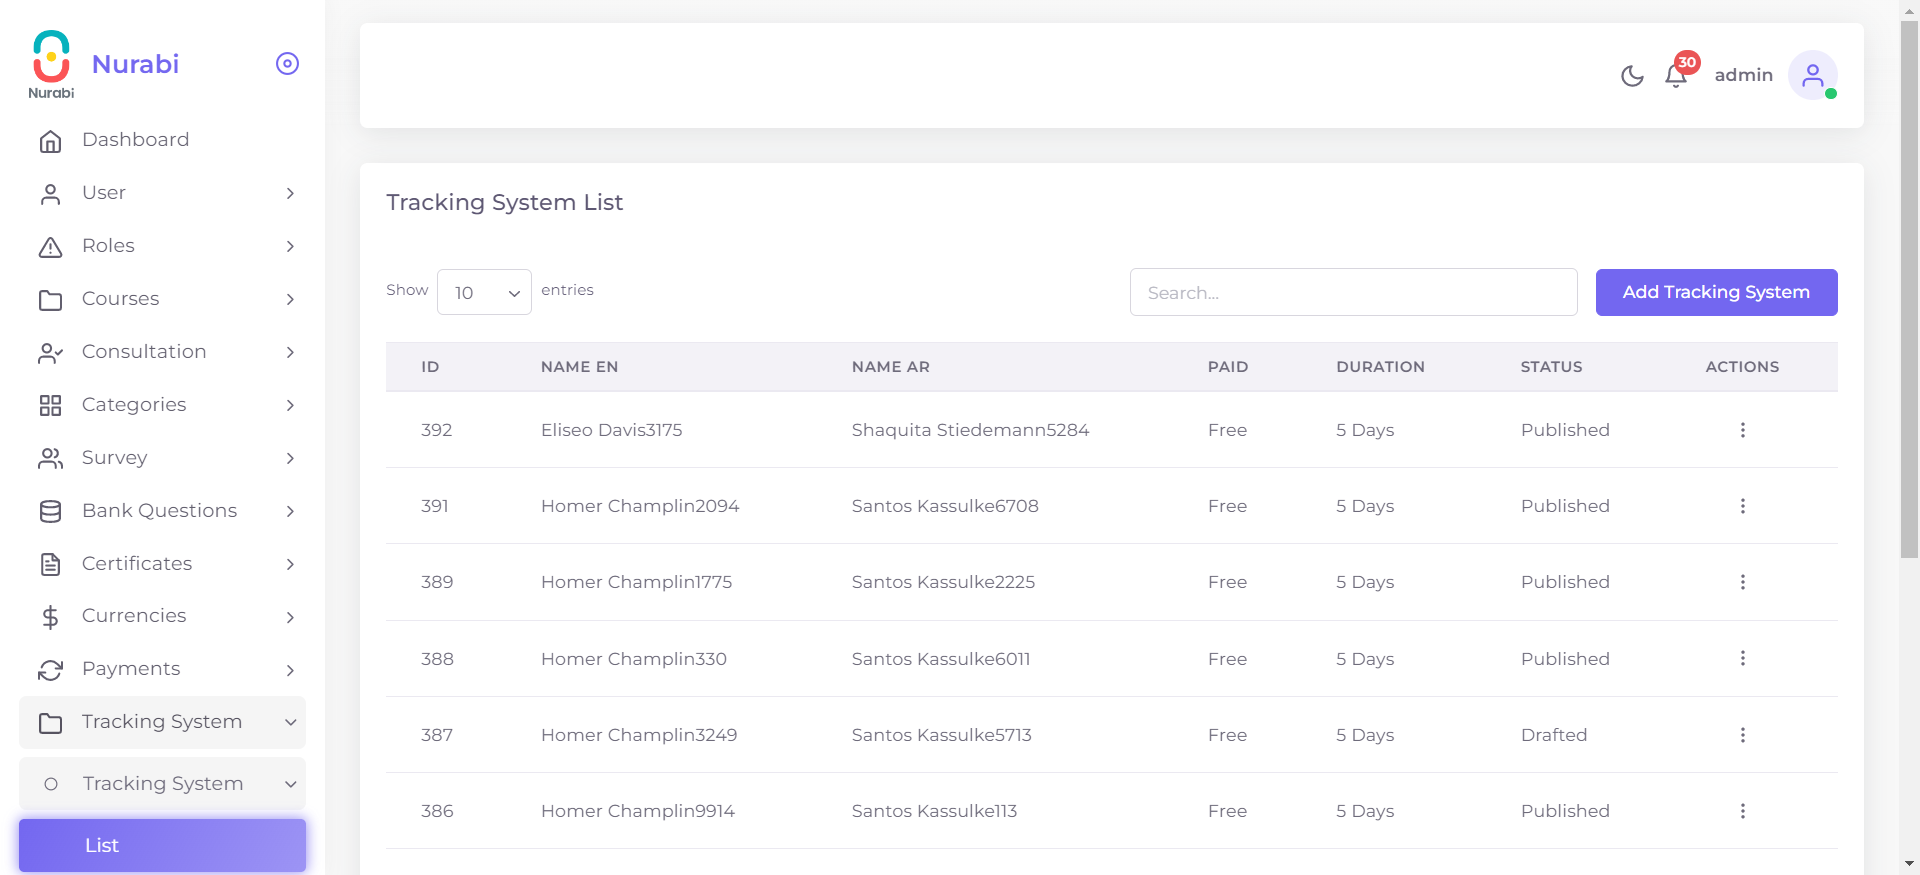 Nurabi
Nurabi
Dashboard
User
Roles
Courses
Consultation
Categories
Survey
Bank Questions
Certificates
Currencies
Payments
Tracking System
Tracking System
List
30
admin
Tracking System List
Show 10 entries
Search...
Add Tracking System
ID NAME EN NAME AR PAID DURATION STATUS ACTIONS
392 Eliseo Davis3175 Shaquita Stiedemann5284 Free 5 Days Published
391 Homer Champlin2094 Santos Kassulke6708 Free 5 Days Published
389 Homer Champlin1775 Santos Kassulke2225 Free 5 Days Published
388 Homer Champlin330 Santos Kassulke6011 Free 5 Days Published
387 Homer Champlin3249 Santos Kassulke5713 Free 5 Days Drafted
386 Homer Champlin9914 Santos Kassulke113 Free 5 Days Published